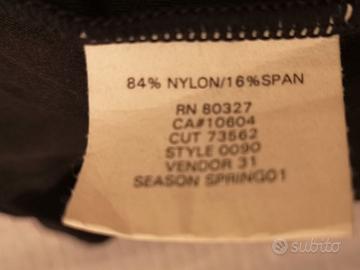 84% NYLON/16%SPAN
RN 80327
CA#10604
CUT 73562
STYLE 0090
VENDOR 31
SEASON SPRING01
subito